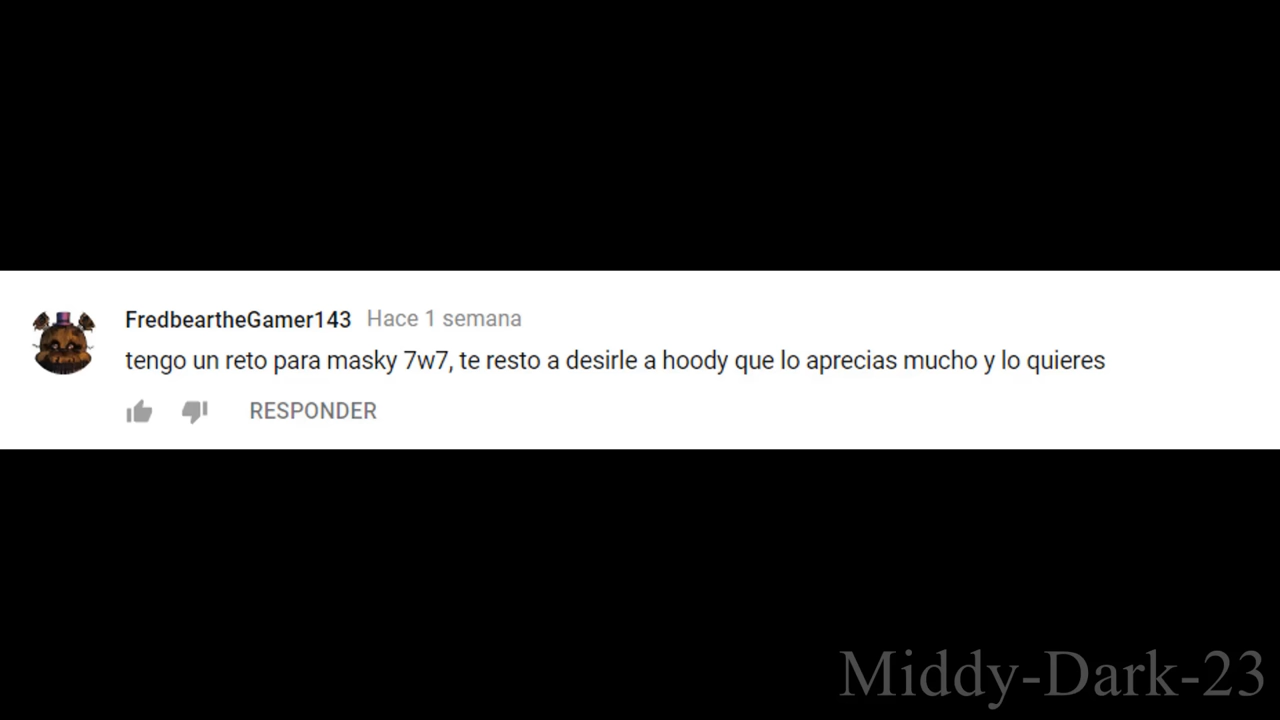 FredbeartheGamer143 Hace 1 semana
tengo un reto para masky 7w7, te resto a desirle a hoody que lo aprecias mucho y lo quieres
RESPONDER
Middy-Dark-23